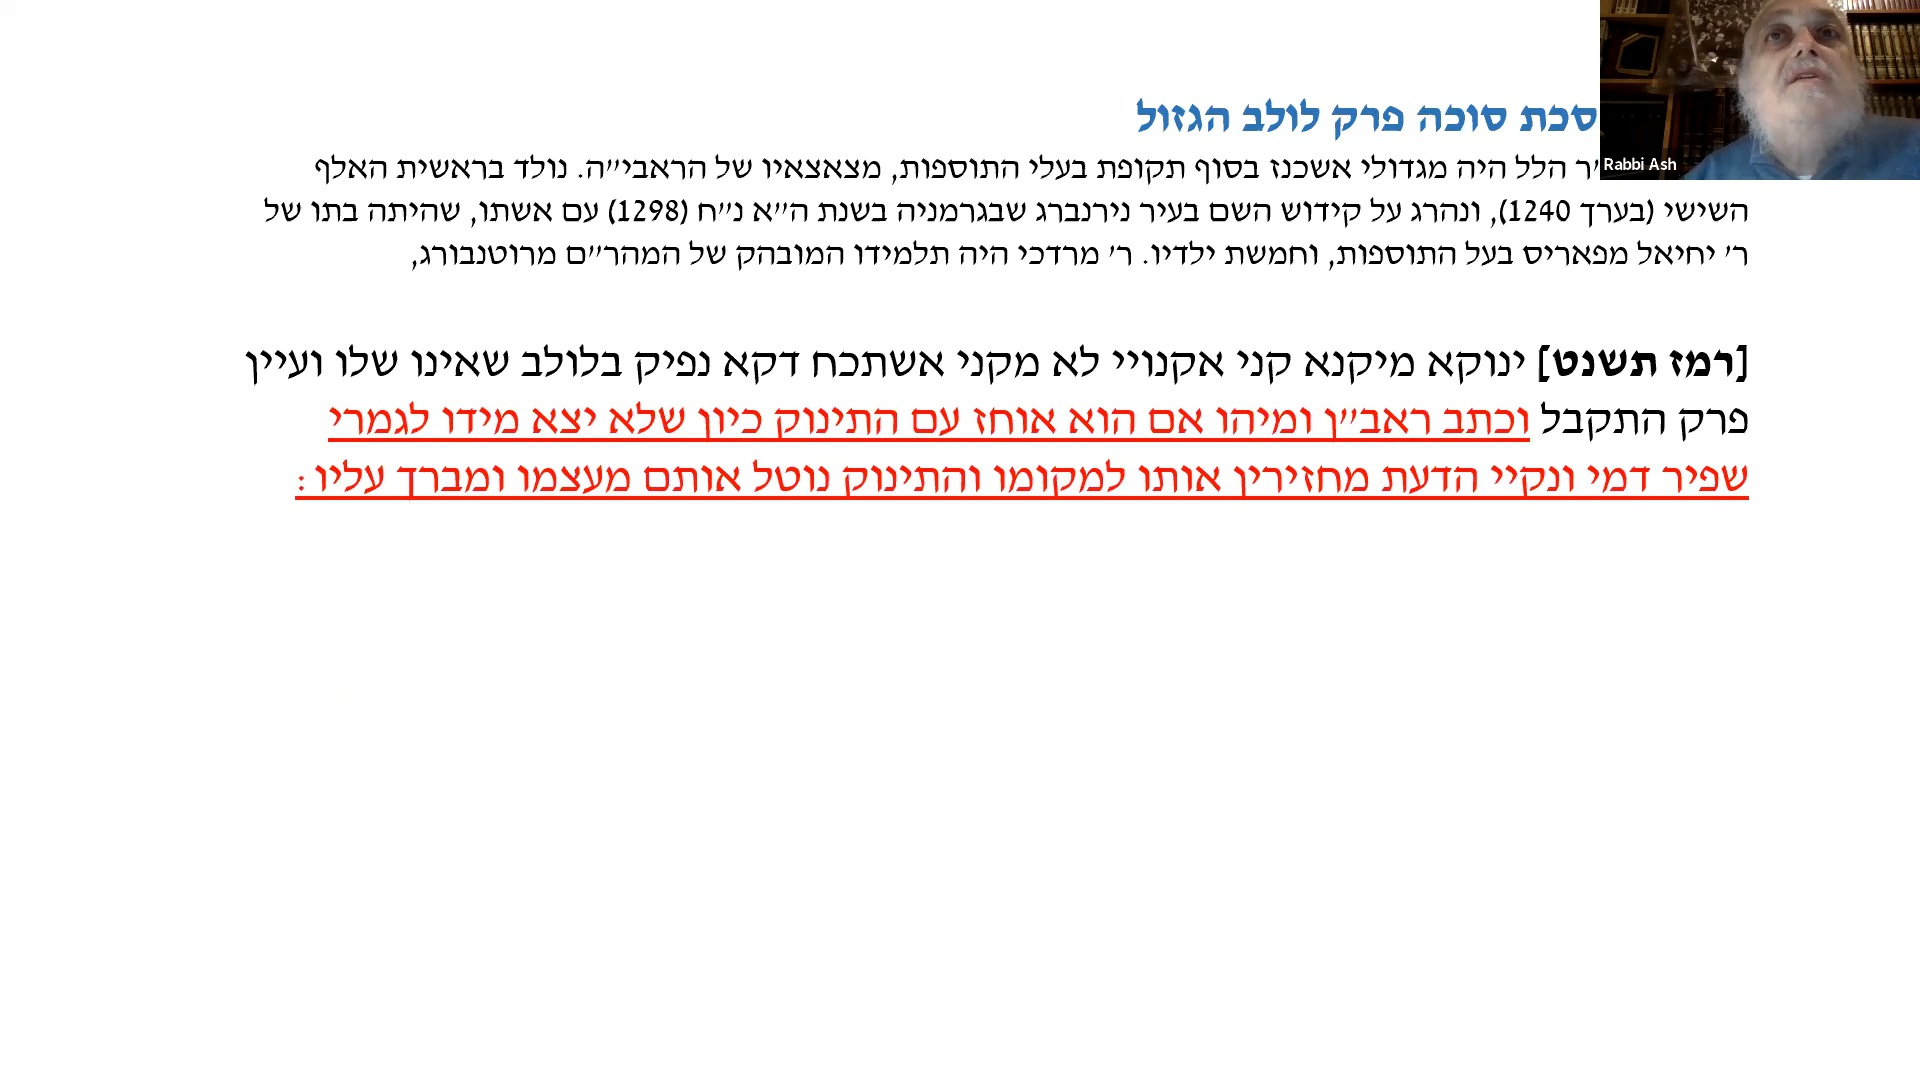 סכת סוכה פרק לולב הגזול
׳ר הלל היה מגדולי אשכנז בסוף תקופת בעלי התוספות, מצאצאיו של הראבי״ה. נולד בראשית האלף
השישי (בערך 1240), ונהרג על קידוש השם בעיר נירנברג שבגרמניה בשנת ה״א נ״ח (1298) עם אשתו, שהיתה בתו של
ר׳ יחיאל מפאריס בעל התוספות, וחמשת ילדיו. ר׳ מרדכי היה תלמידו המובהק של המהר״ם מרוטנבורג,
[רמז תשנט] ינוקא מיקנא קני אקנויי לא מקני אשתכח דקא נפיק בלולב שאינו שלו ועיין
פרק התקבל וכתב ראב״ן ומיהו אם הוא אוחז עם התינוק כיון שלא יצא מידו לגמרי
שפיר דמי ונקיי הדעת מחזירין אותו למקומו והתינוק נוטל אותם מעצמו ומברך עליו:
Rabbi Ash